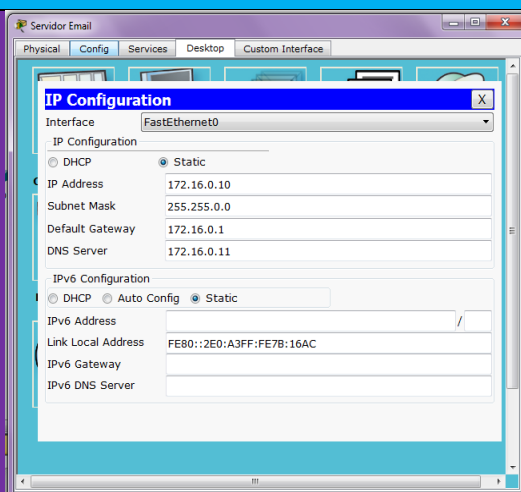 Servidor Email
Physical Config Services Desktop Custom Interface
IP Configuration X
Interface FastEthernet0
IP Configuration
DHCP Static
IP Address 172.16.0.10
Subnet Mask 255.255.0.0
Default Gateway 172.16.0.1
DNS Server 172.16.0.11
IPv6 Configuration
DHCP Auto Config Static
IPv6 Address /
Link Local Address FE80::2E0:A3FF:FE7B:16AC
IPv6 Gateway
IPv6 DNS Server